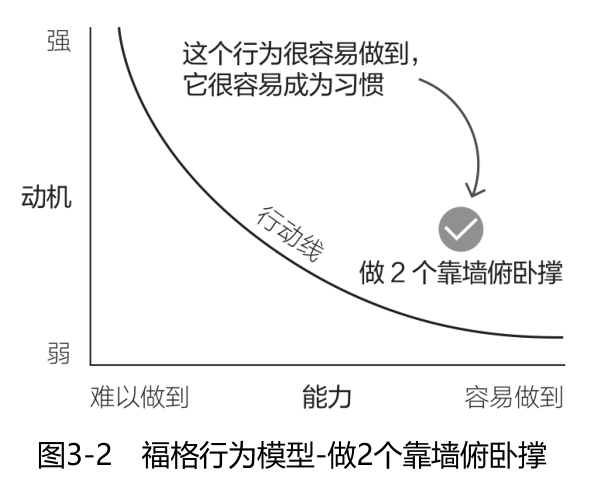 强
这个行为很容易做到，
它很容易成为习惯
动机
行动线
做 2 个靠墙俯卧撑
弱
难以做到 能力 容易做到
图3-2 福格行为模型-做2个靠墙俯卧撑